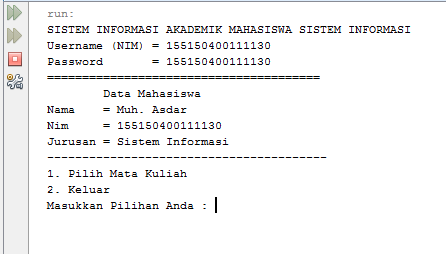 run:
SISTEM INFORMASI AKADEMIK MAHASISWA SISTEM INFORMASI
Username (NIM) = 155150400111130
Password       = 155150400111130
=======================================
        Data Mahasiswa
Nama    = Muh. Asdar
Nim     = 155150400111130
Jurusan = Sistem Informasi
----------------------------------------
1. Pilih Mata Kuliah
2. Keluar
Masukkan Pilihan Anda :